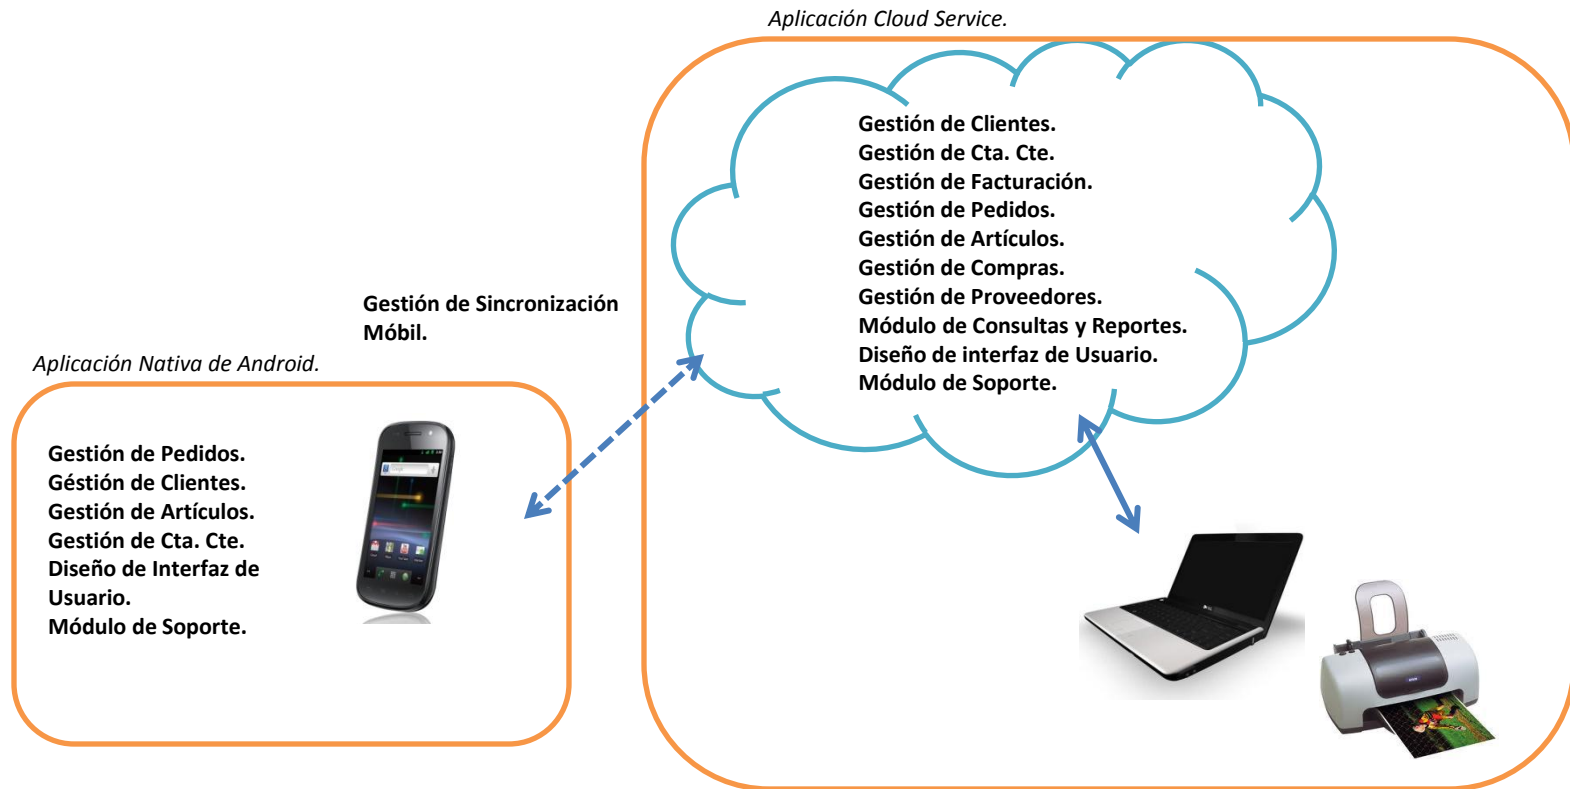 Aplicación Cloud Service.
Gestión de Clientes.
Gestión de Cta. Cte.
Gestión de Facturación.
Gestión de Pedidos.
Gestión de Artículos.
Gestión de Compras.
Gestión de Proveedores.
Módulo de Consultas y Reportes.
Diseño de interfaz de Usuario.
Módulo de Soporte.
Gestión de Sincronización
Móbil.
Aplicación Nativa de Android.
Gestión de Pedidos.
Géstión de Clientes.
Gestión de Artículos.
Gestión de Cta. Cte.
Diseño de Interfaz de
Usuario.
Módulo de Soporte.